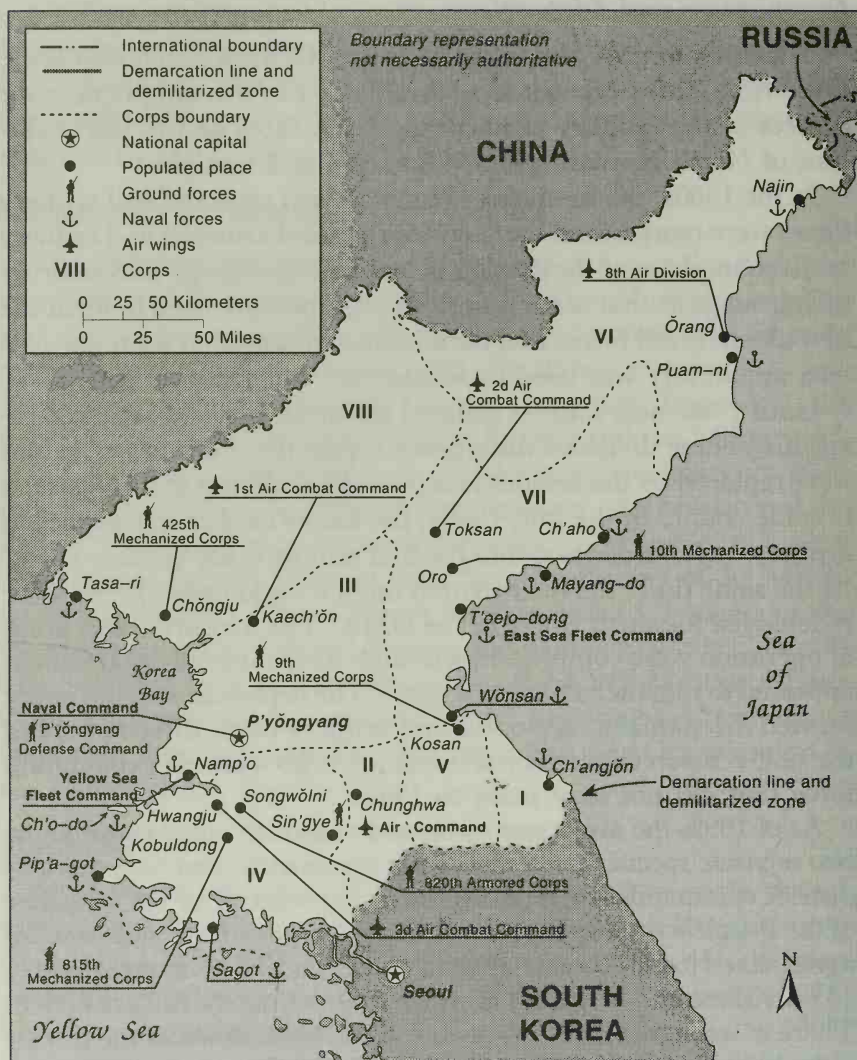 International boundary
Demarcation line and
demilitarized zone
Corps boundary
National capital
Populated place
Ground forces
Naval forces
Air wings
VIII Corps
0 25 50 Kilometers
0 25 50 Miles
Boundary representation
not necessarily authoritative
RUSSIA
CHINA
Najin
8th Air Division
VI
Ŏrang
Puam–ni
2d Air
Combat Command
VIII
1st Air Combat Command
VII
425th
Mechanized Corps
Toksan
Ch'aho
10th Mechanized Corps
Tasa–ri
Chŏngju
III
Oro
Mayang–do
Kaech'ŏn
T'oejo–dong
East Sea Fleet Command
9th
Mechanized Corps
Korea
Bay
Sea
of
Japan
Wŏnsan
Naval Command
P'yŏngyang
P'yŏngyang
Defense Command
Kosan
Namp'o
II
V
I
Ch'angjŏn
Demarcation line and
demilitarized zone
Yellow Sea
Fleet Command
Songwŏlni
Chunghwa
Ch'o–do
Hwangju
Sin'gye
Air Command
Kobuldong
Pip'a–got
IV
820th Armored Corps
3d Air Combat Command
815th
Mechanized Corps
Sagot
Seoul
N
SOUTH
KOREA
Yellow Sea